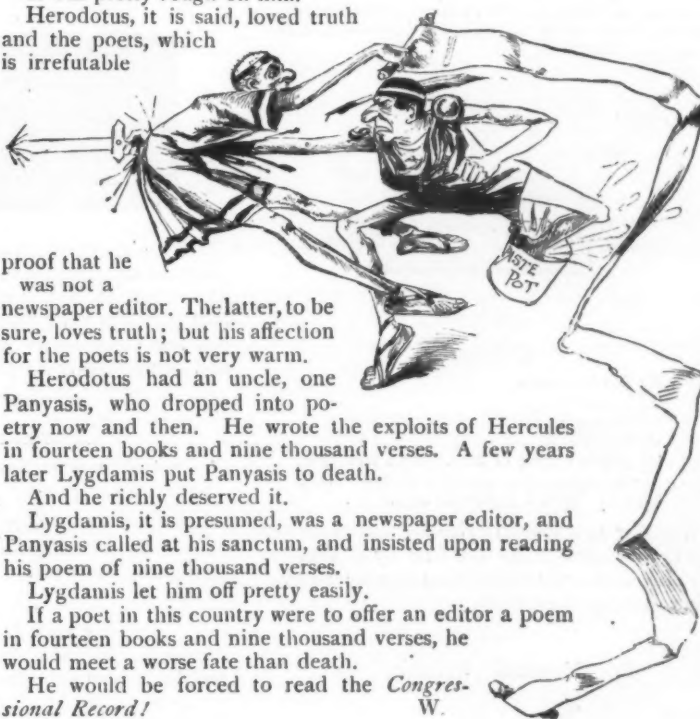 Herodotus, it is said, loved truth
and the poets, which
is irrefutable
proof that he
was not a
newspaper editor. The latter, to be
sure, loves truth; but his affection
for the poets is not very warm.
Herodotus had an uncle, one
Panyasis, who dropped into po-
etry now and then. He wrote the exploits of Hercules
in fourteen books and nine thousand verses. A few years
later Lygdamis put Panyasis to death.
And he richly deserved it.
Lygdamis, it is presumed, was a newspaper editor, and
Panyasis called at his sanctum, and insisted upon reading
his poem of nine thousand verses.
Lygdamis let him off pretty easily.
If a poet in this country were to offer an editor a poem
in fourteen books and nine thousand verses, he
would meet a worse fate than death.
He would be forced to read the Congres-
sional Record!
W.
ASTE
POT